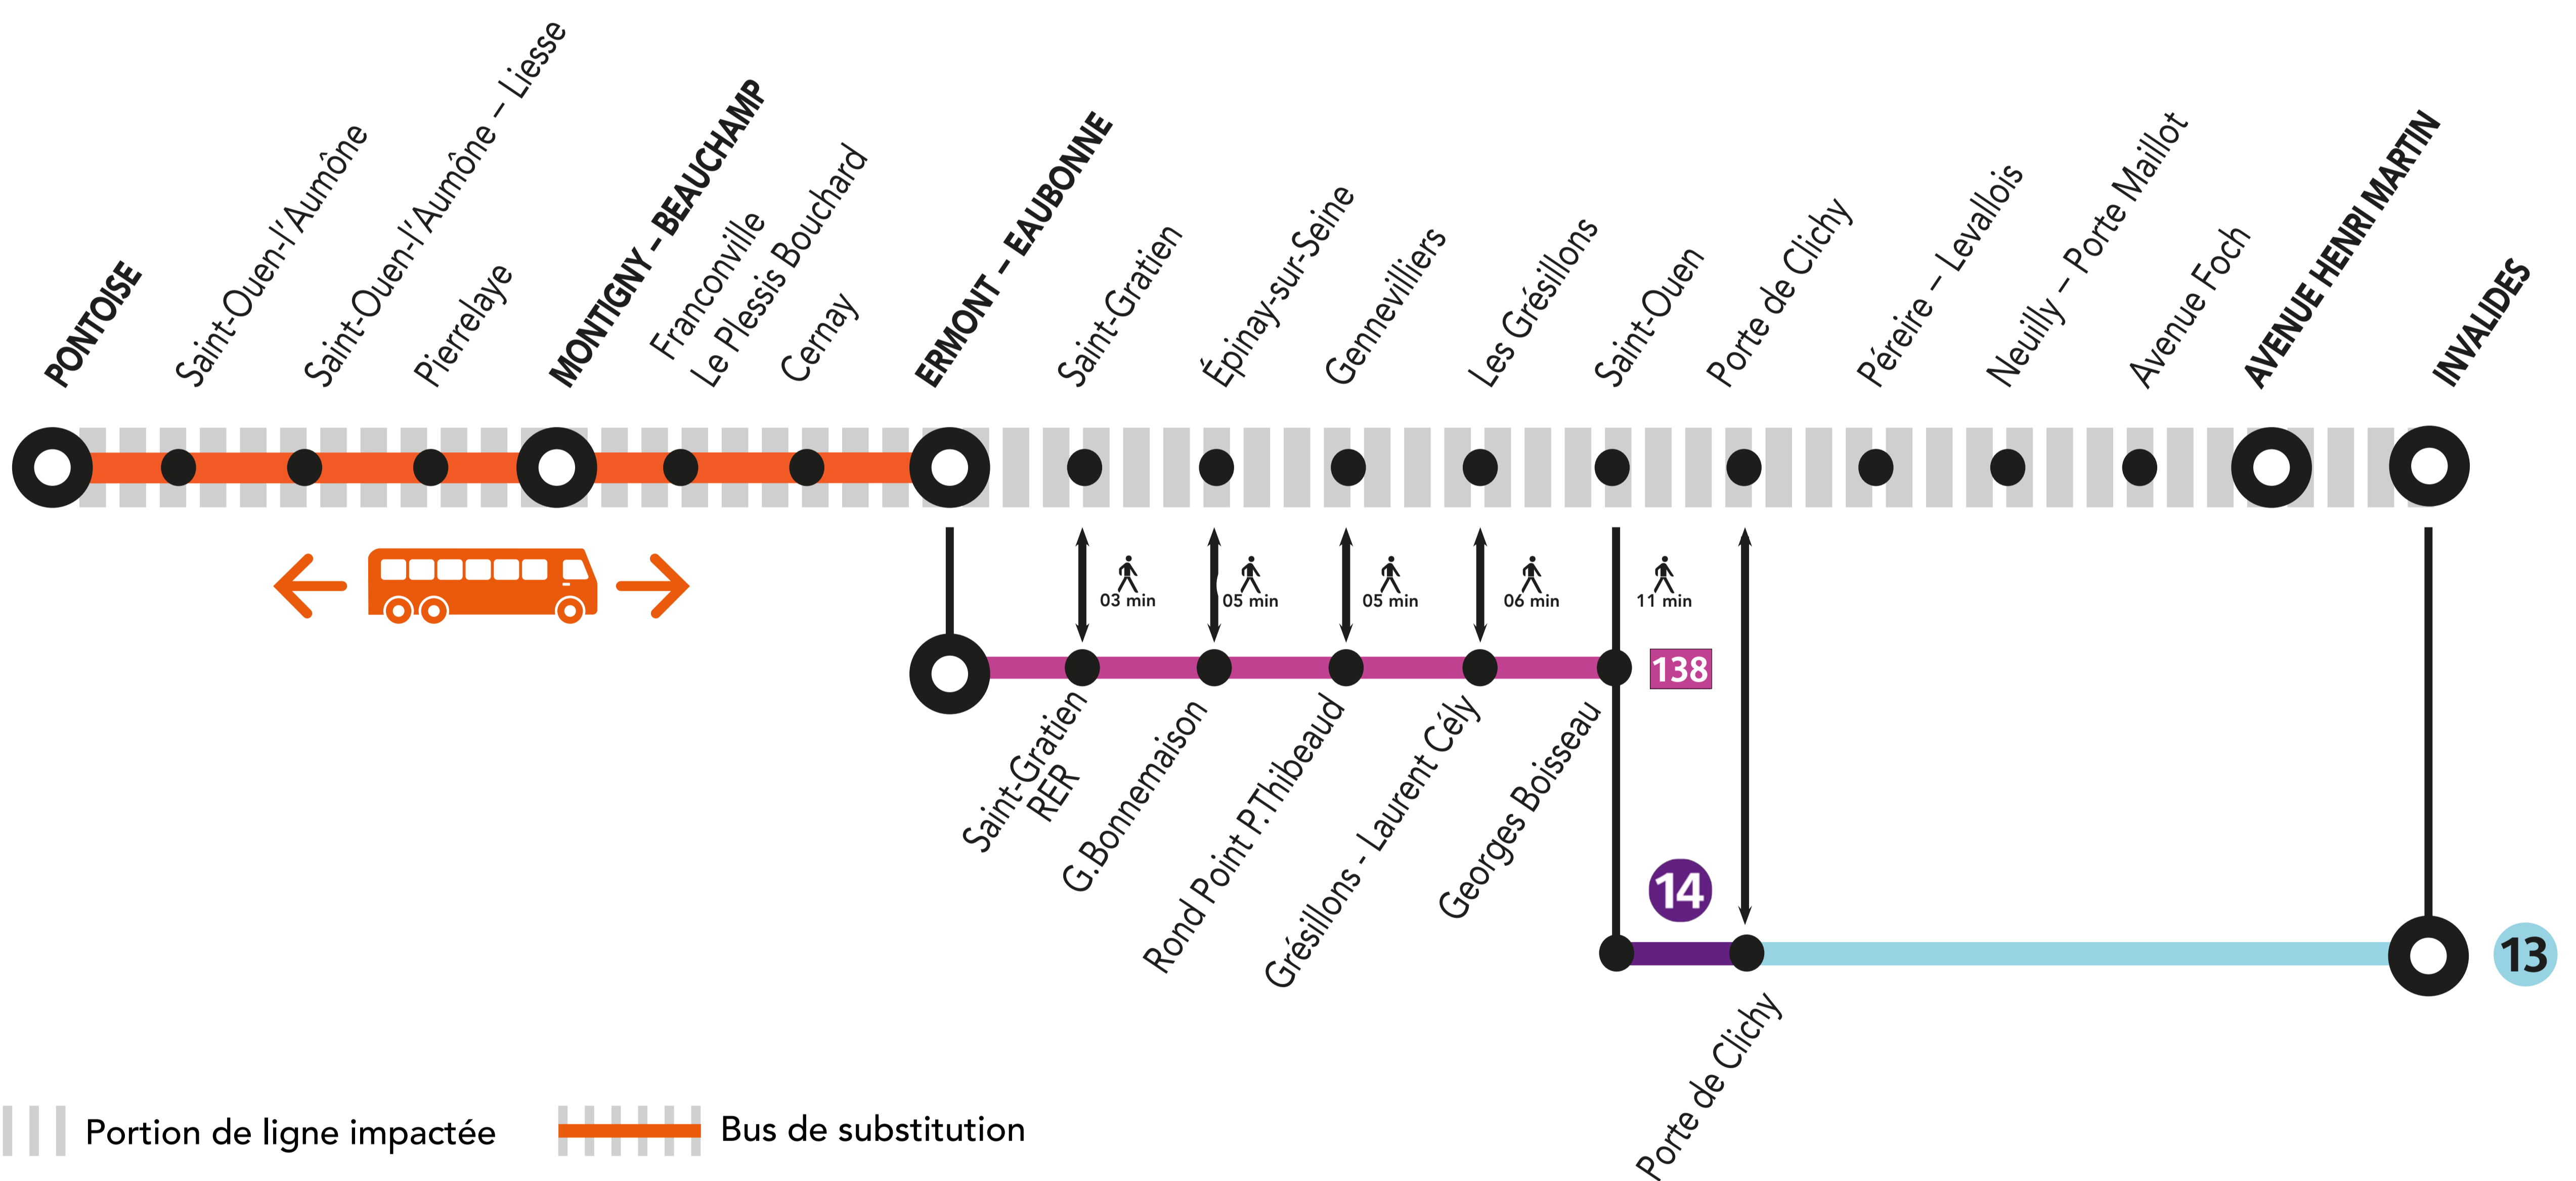 PONTOISE
Saint-Ouen-l'Aumône
Saint-Ouen-l'Aumône – Liesse
Pierrelaye
MONTIGNY – BEAUCHAMP
Franconville
Le Plessis Bouchard
Cernay
ERMONT – EAUBONNE
Saint-Gratien
Épinay-sur-Seine
Gennevilliers
Les Grésillons
Saint-Ouen
Porte de Clichy
Péreire – Levallois
Neuilly – Porte Maillot
Avenue Foch
AVENUE HENRI MARTIN
INVALIDES
03 min
05 min
05 min
06 min
11 min
138
Saint-Gratien
RER
G.Bonnemaison
Rond Point P.Thibeaud
Grésillons - Laurent Cély
Georges Boisseau
14
13
Porte de Clichy
Portion de ligne impactée
Bus de substitution